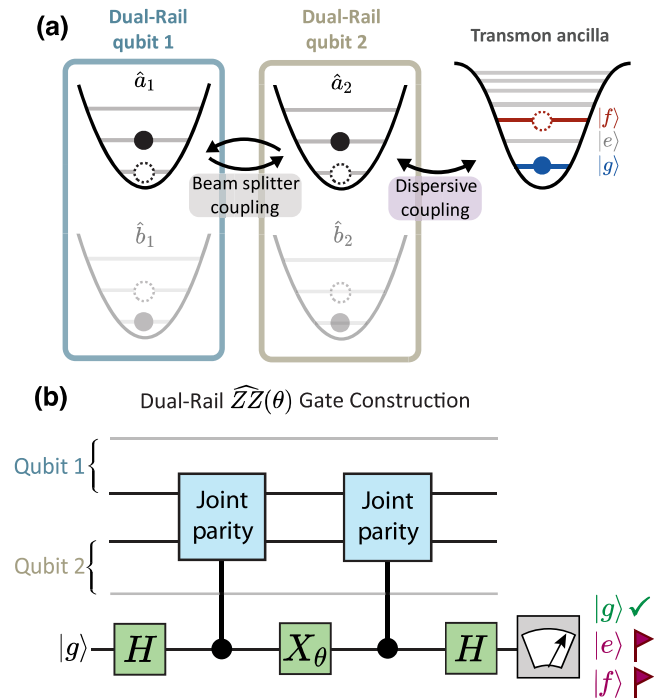 (a)
Dual-Rail
qubit 1
Dual-Rail
qubit 2
Transmon ancilla
â₁
â₂
|f⟩
|e⟩
|g⟩
Beam splitter
coupling
Dispersive
coupling
b̂₁
b̂₂
(b)
Dual-Rail ẐZ(θ) Gate Construction
Qubit 1
Joint
parity
Joint
parity
Qubit 2
|g⟩
H
X_θ
H
|g⟩ ✓
|e⟩
|f⟩